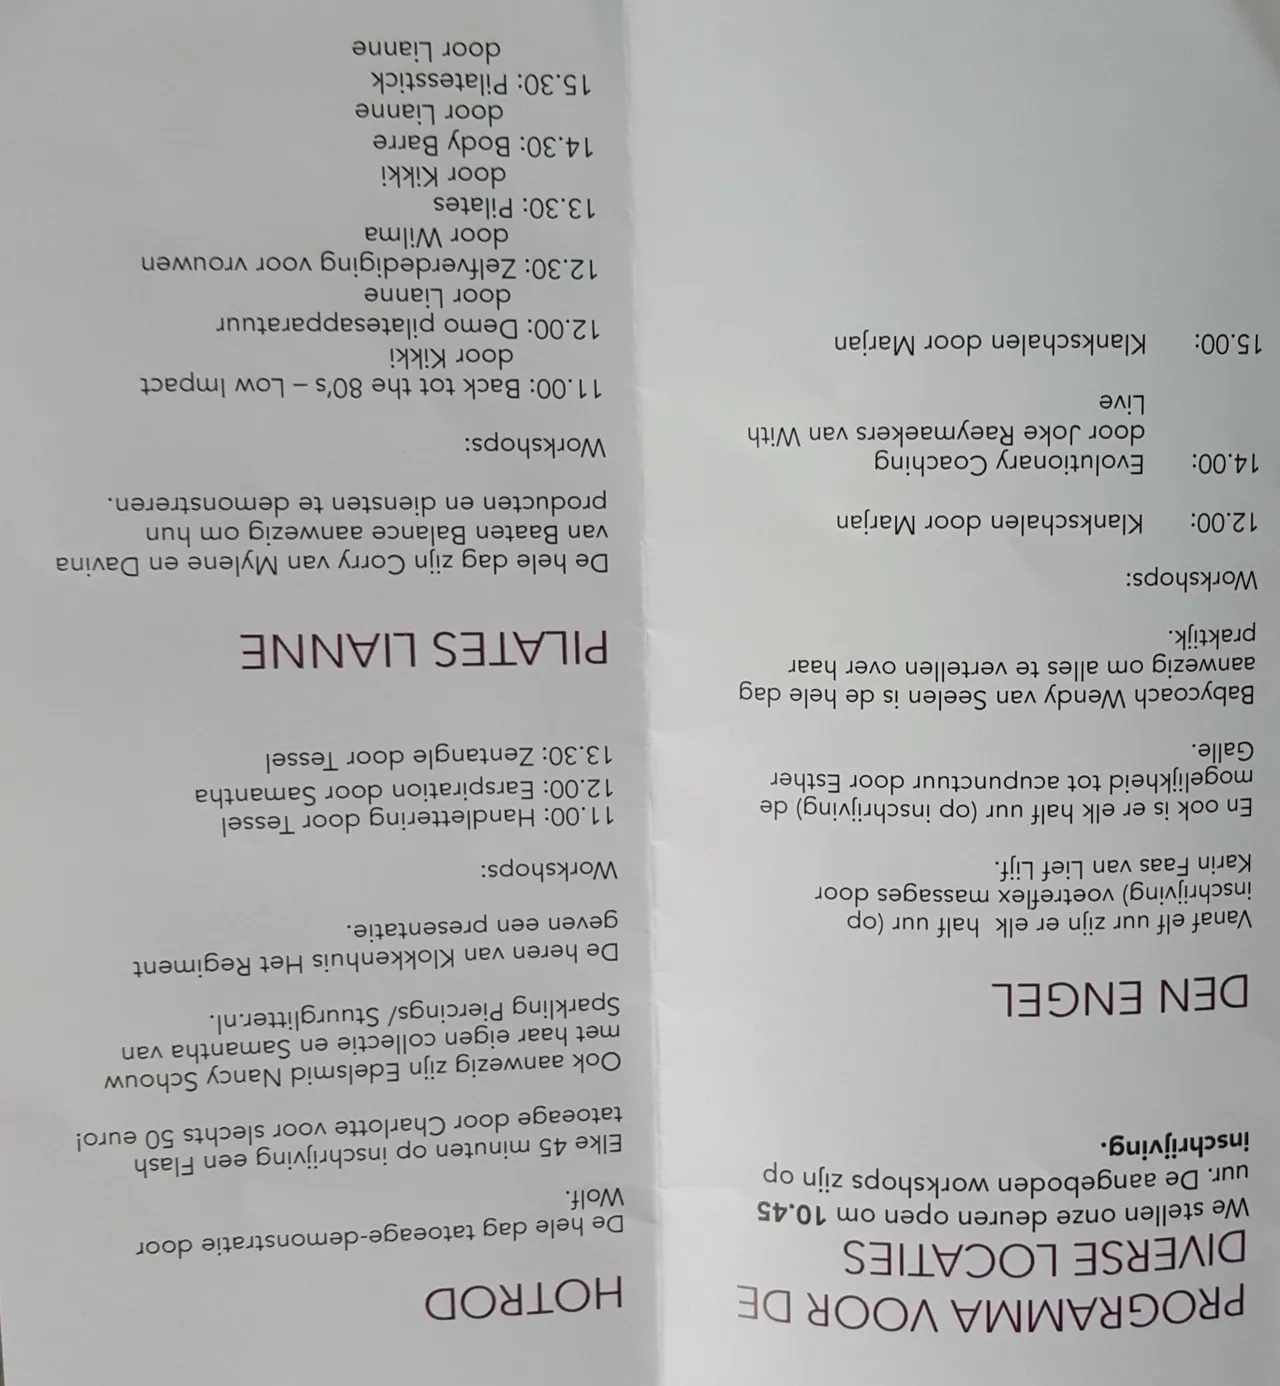 PROGRAMMA VOOR DE
DIVERSE LOCATIES
We stellen onze deuren open om 10.45
uur. De aangeboden workshops zijn op
inschrijving.
DEN ENGEL
Vanaf elf uur zijn er elk half uur (op
inschrijving) voetreflex massages door
Karin Faas van Lief Lijf.
En ook is er elk half uur (op inschrijving) de
mogelijkheid tot acupunctuur door Esther
Galle.
Babycoach Wendy van Seelen is de hele dag
aanwezig om alles te vertellen over haar
praktijk.
Workshops:
12.00: Klankschalen door Marjan
14.00: Evolutionary Coaching
door Joke Raeymaekers van With
Live
15.00: Klankschalen door Marjan
HOTROD
De hele dag tatoeage-demonstratie door
Wolf.
Elke 45 minuten op inschrijving een Flash
tatoeage door Charlotte voor slechts 50 euro!
Ook aanwezig zijn Edelsmid Nancy Schouw
met haar eigen collectie en Samantha van
Sparkling Piercings/ Stuurglitter.nl.
De heren van Klokkenhuis Het Regiment
geven een presentatie.
Workshops:
11.00: Handlettering door Tessel
12.00: Earspiration door Samantha
13.30: Zentangle door Tessel
PILATES LIANNE
De hele dag zijn Corry van Mylene en Davina
van Baaten Balance aanwezig om hun
producten en diensten te demonstreren.
Workshops:
11.00: Back tot the 80's – Low Impact
door Kikki
12.00: Demo pilatesapparatuur
door Lianne
12.30: Zelfverdediging voor vrouwen
door Wilma
13.30: Pilates
door Kikki
14.30: Body Barre
door Lianne
15.30: Pilatesstick
door Lianne